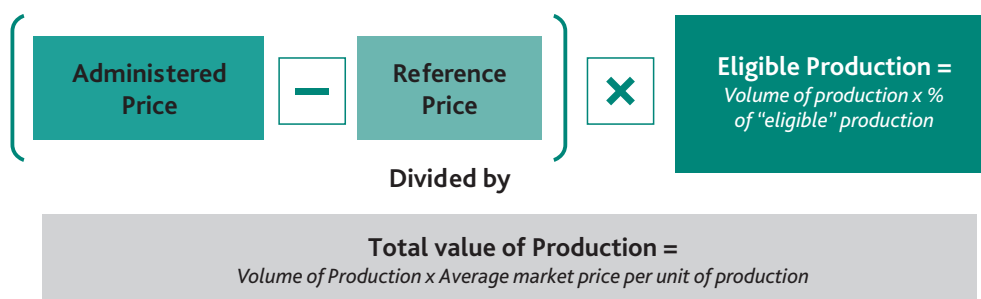 Administered
Price
−
Reference
Price
×
Eligible Production =
Volume of production x %
of “eligible” production
Divided by
Total value of Production =
Volume of Production x Average market price per unit of production